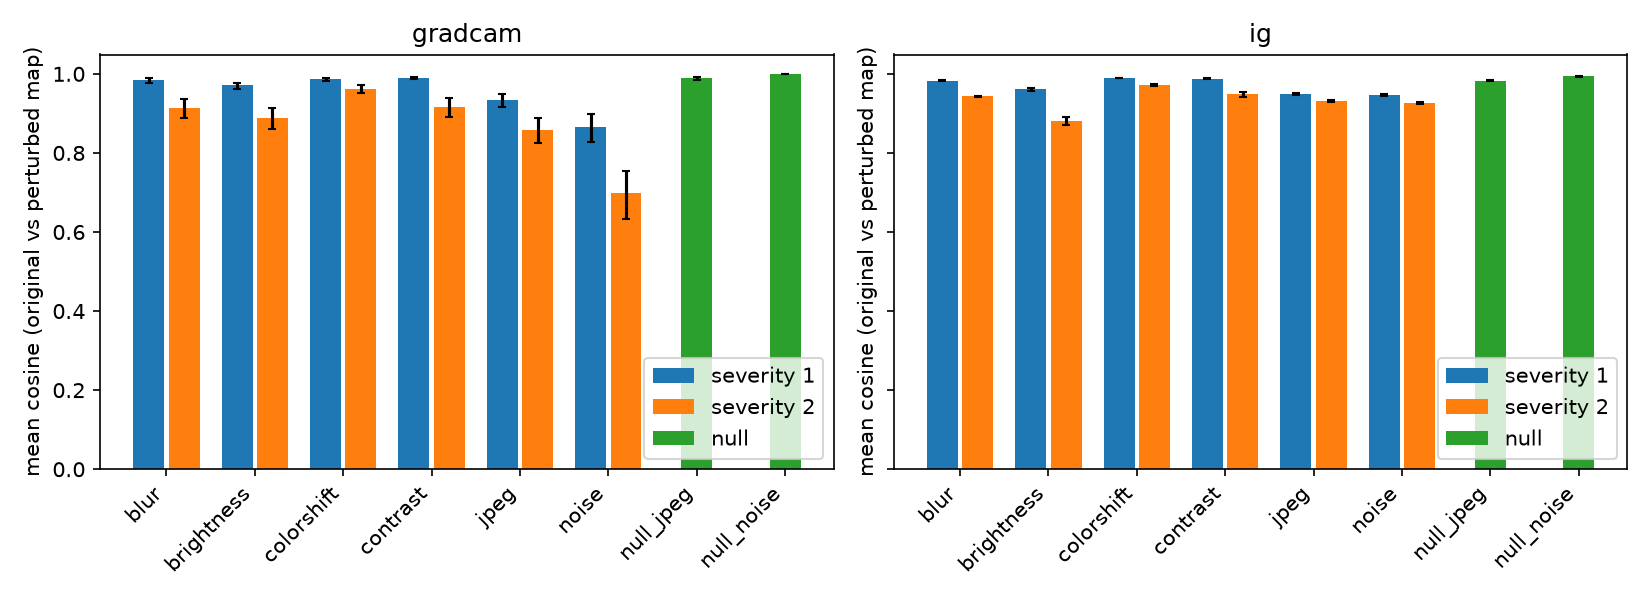 gradcam
mean cosine (original vs perturbed map)
1.0
0.8
0.6
0.4
0.2
0.0
blur
brightness
colorshift
contrast
jpeg
noise
null_jpeg
null_noise
severity 1
severity 2
null
ig
mean cosine (original vs perturbed map)
blur
brightness
colorshift
contrast
jpeg
noise
null_jpeg
null_noise
severity 1
severity 2
null